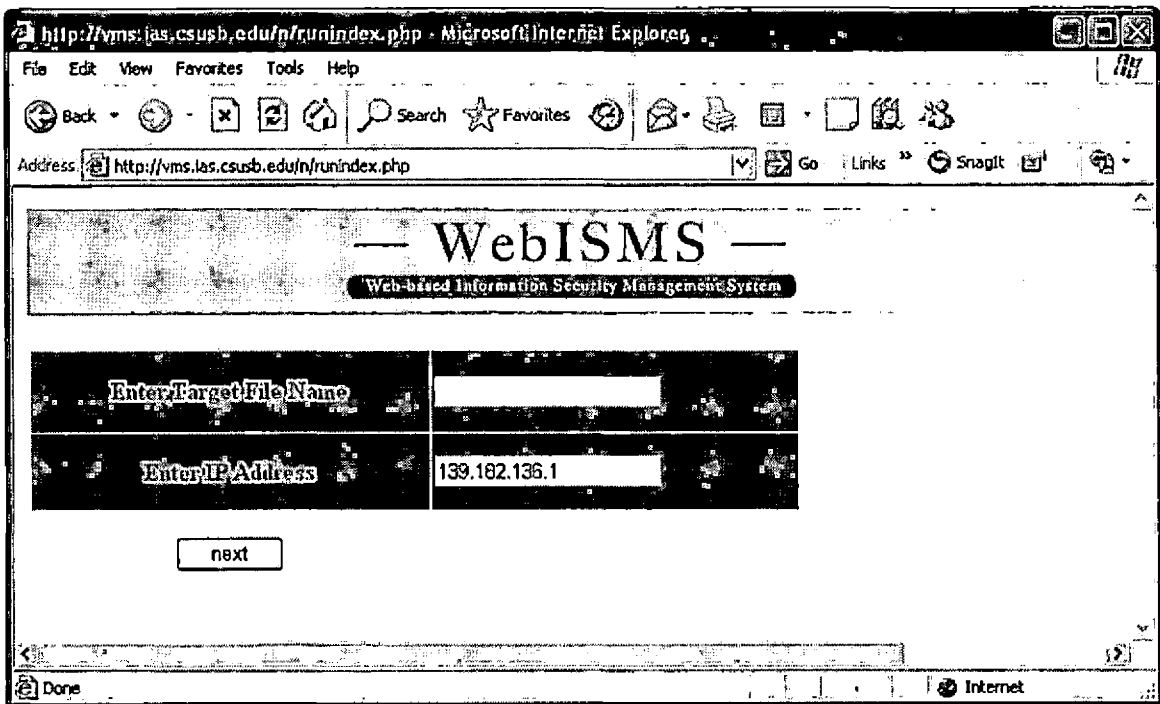 http://vms.ias.csusb.edu/n/runindex.php - Microsoft Internet Explorer
File Edit View Favorites Tools Help
Back Search Favorites
Address http://vms.ias.csusb.edu/n/runindex.php Go Links » SnagIt
— WebISMS —
Web-based Information Security Management System
Enter Target File Name
Enter IP Address 139.182.136.1
next
Done Internet